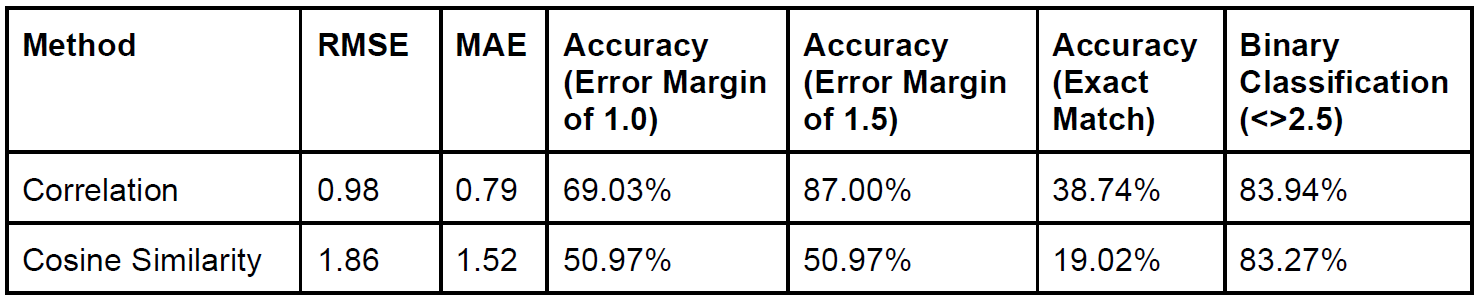 Method RMSE MAE Accuracy (Error Margin of 1.0) Accuracy (Error Margin of 1.5) Accuracy (Exact Match) Binary Classification (<>2.5)
Correlation 0.98 0.79 69.03% 87.00% 38.74% 83.94%
Cosine Similarity 1.86 1.52 50.97% 50.97% 19.02% 83.27%